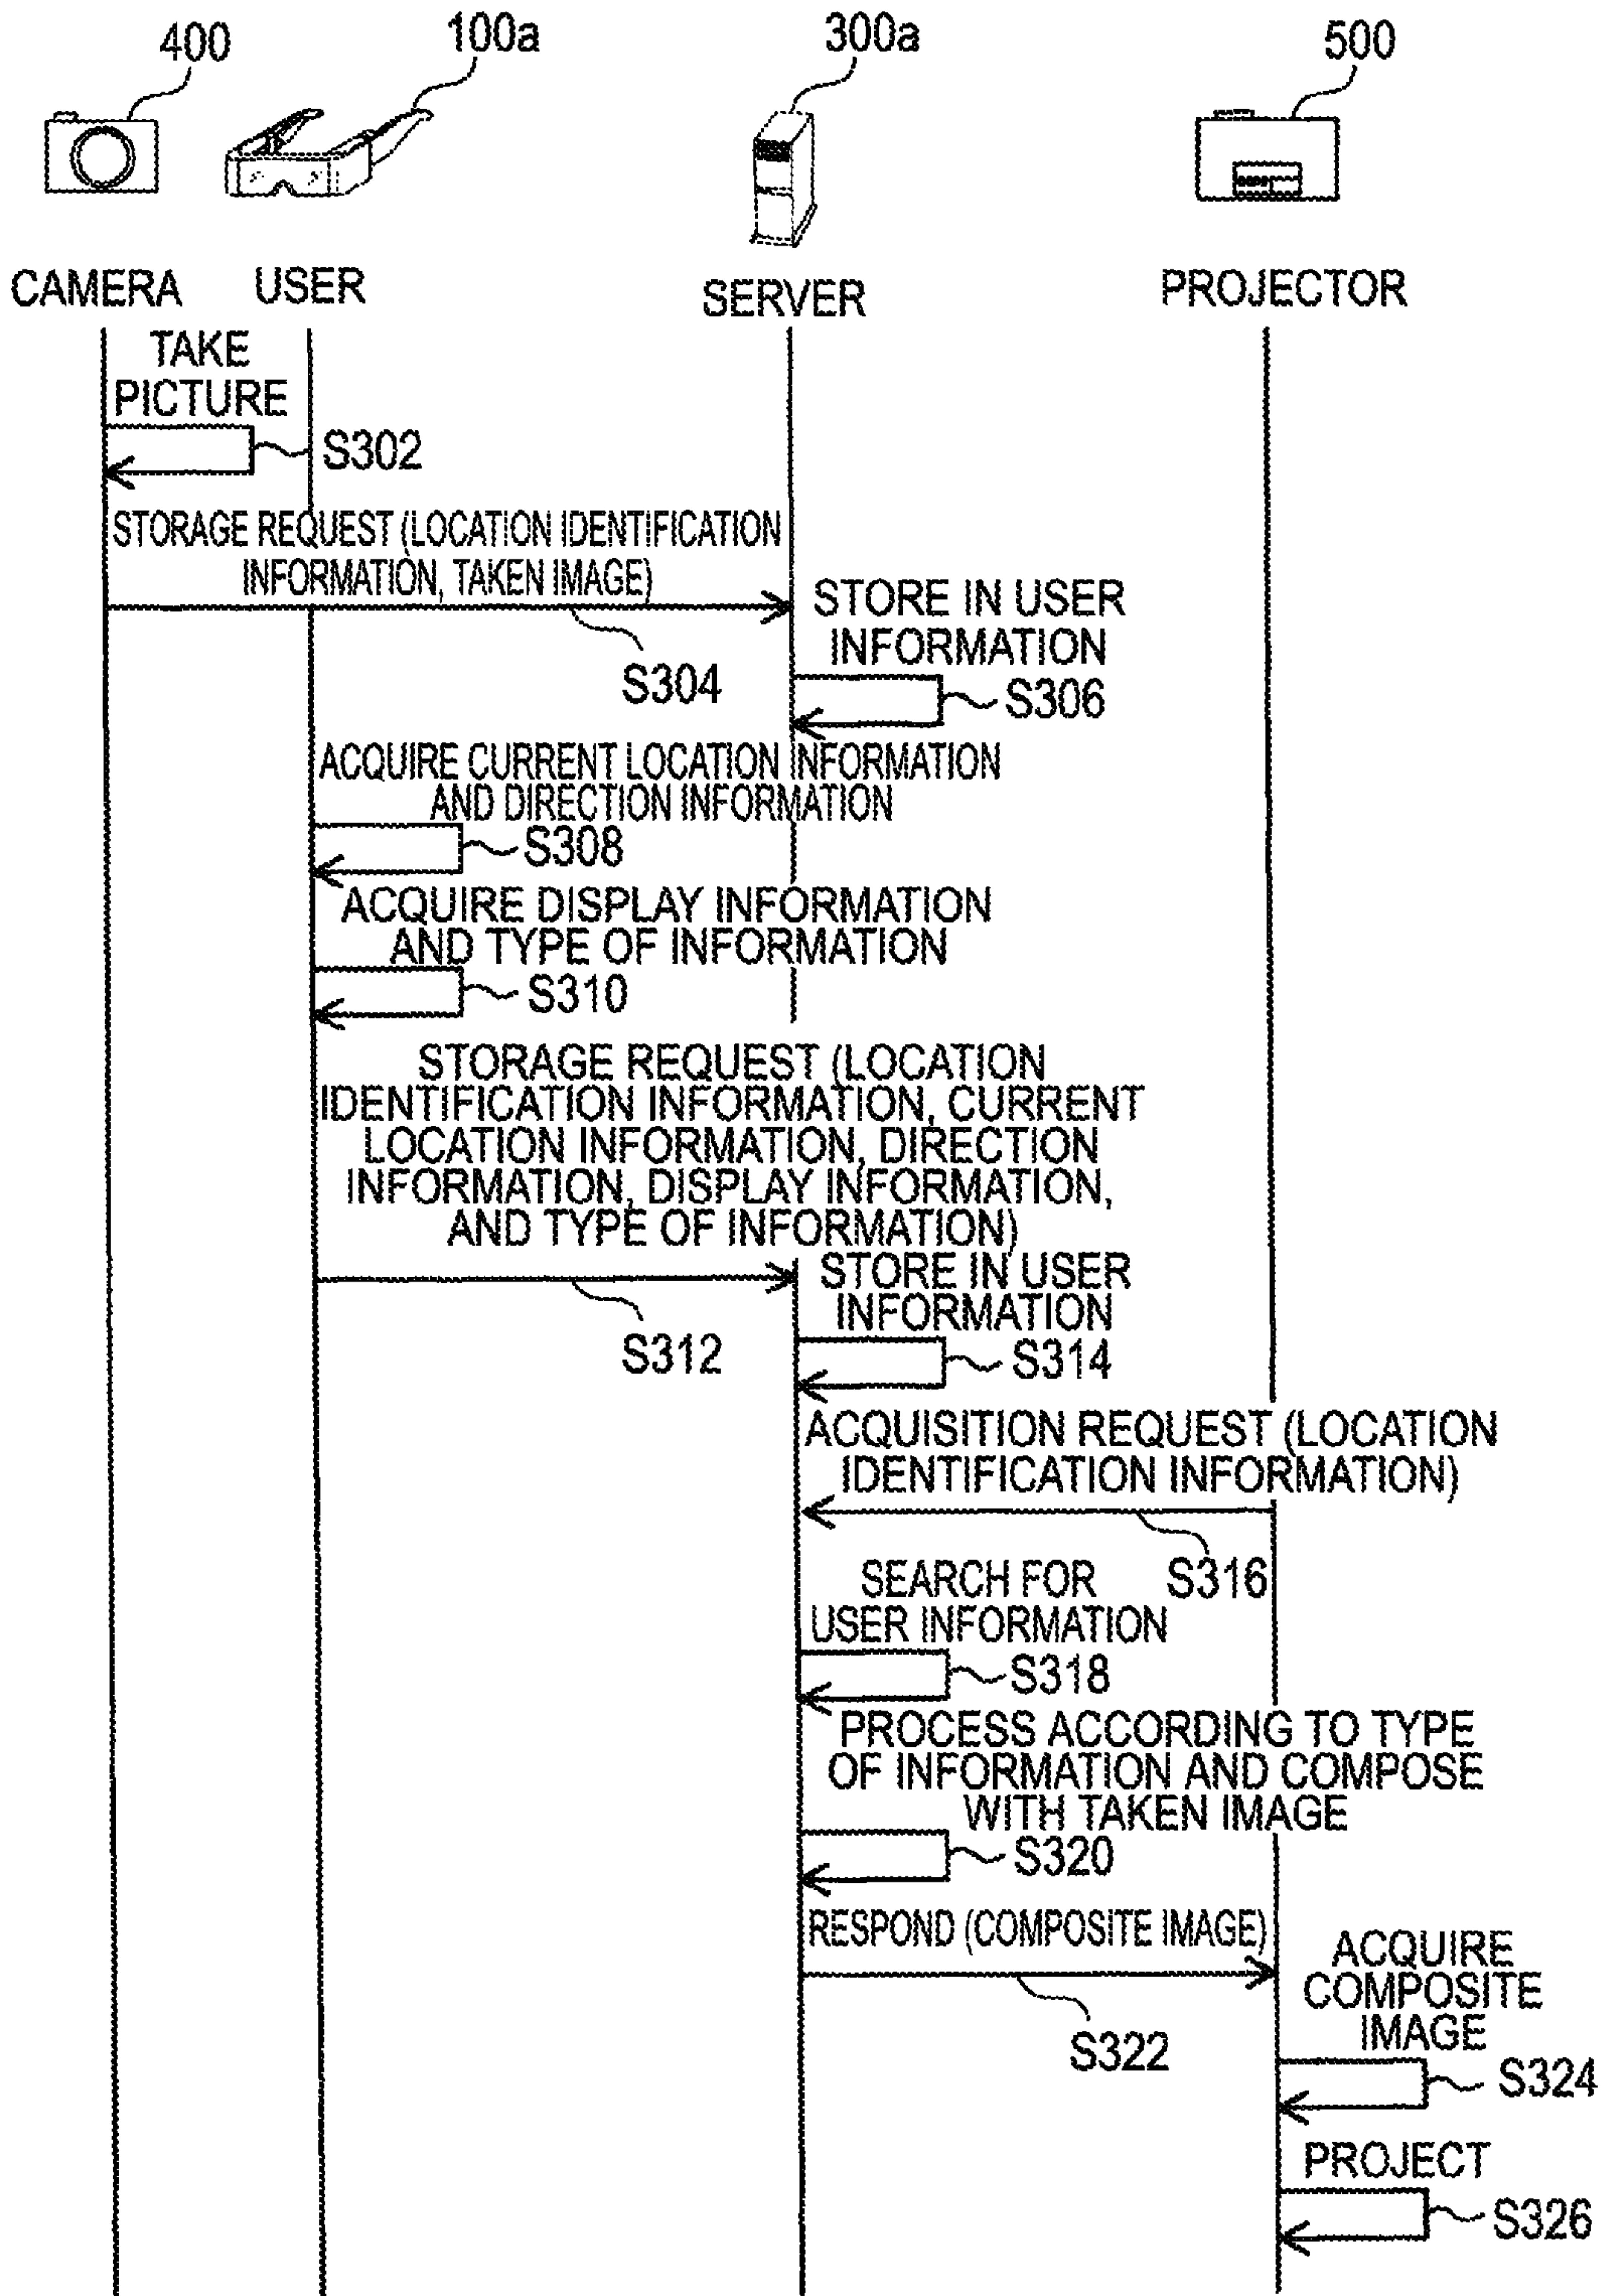 400
100a
300a
500
CAMERA
USER
SERVER
PROJECTOR
TAKE
PICTURE
S302
STORAGE REQUEST (LOCATION IDENTIFICATION
INFORMATION, TAKEN IMAGE)
S304
STORE IN USER
INFORMATION
S306
ACQUIRE CURRENT LOCATION INFORMATION
AND DIRECTION INFORMATION
S308
ACQUIRE DISPLAY INFORMATION
AND TYPE OF INFORMATION
S310
STORAGE REQUEST (LOCATION
IDENTIFICATION INFORMATION, CURRENT
LOCATION INFORMATION, DIRECTION
INFORMATION, DISPLAY INFORMATION,
AND TYPE OF INFORMATION)
S312
STORE IN USER
INFORMATION
S314
ACQUISITION REQUEST (LOCATION
IDENTIFICATION INFORMATION)
S316
SEARCH FOR
USER INFORMATION
S318
PROCESS ACCORDING TO TYPE
OF INFORMATION AND COMPOSE
WITH TAKEN IMAGE
S320
RESPOND (COMPOSITE IMAGE)
S322
ACQUIRE
COMPOSITE
IMAGE
S324
PROJECT
S326